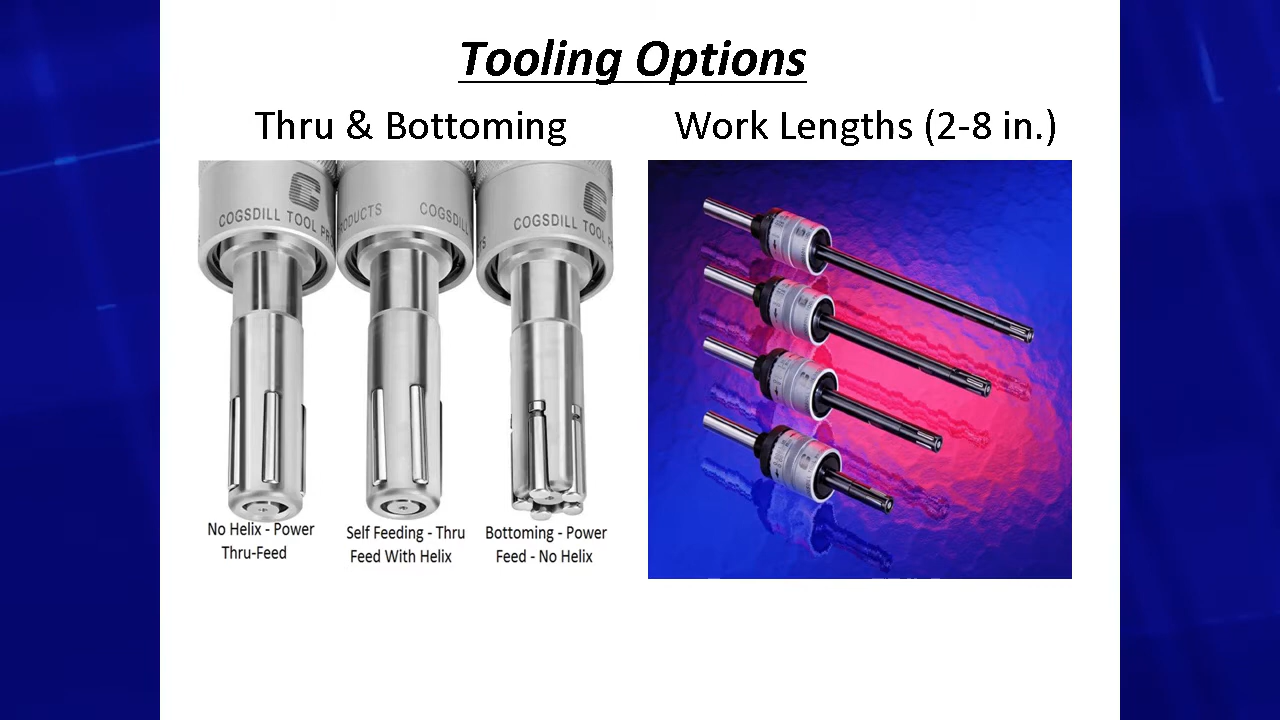 Tooling Options
Thru & Bottoming
Work Lengths (2-8 in.)
COGSDILL TOOL PR
RODUCTS COGSDILL
COGSDILL TOOL P
No Helix - Power
Thru-Feed
Self Feeding - Thru
Feed With Helix
Bottoming - Power
Feed - No Helix